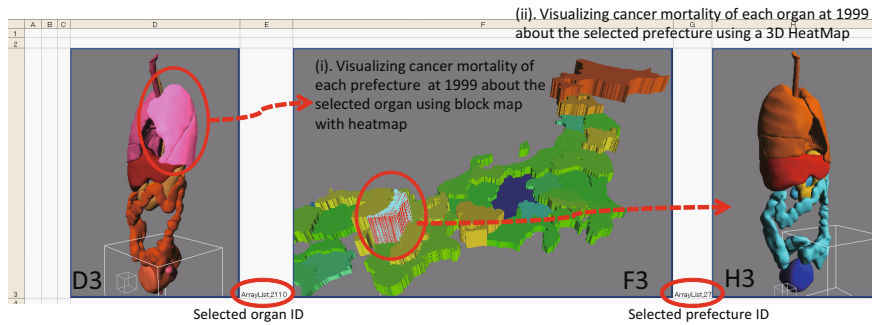 (ii). Visualizing cancer mortality of each organ at 1999
about the selected prefecture using a 3D HeatMap
A B C D E F G H
1
2
(i). Visualizing cancer mortality of
each prefecture at 1999 about the
selected organ using block map
with heatmap
D3
F3
H3
3
ArrayList,2110
ArrayList,27
4
Selected organ ID
Selected prefecture ID